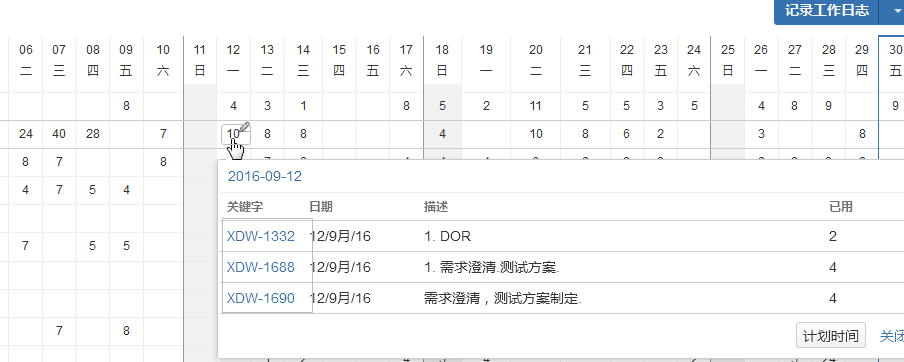 记录工作日志
06 07 08 09 10 11 12 13 14 15 16 17 18 19 20 21 22 23 24 25 26 27 28 29 30
二 三 四 五 六 日 一 二 三 四 五 六 日 一 二 三 四 五 六 日 一 二 三 四 五
8 4 3 1 8 5 2 11 5 5 3 5 4 8 9 9
24 40 28 7 10 8 8 4 10 8 6 2 3 8
8 7 8
4 7 5 4
7 5 5
7 8
2016-09-12
关键字 日期 描述 已用
XDW-1332 12/9月/16 1. DOR 2
XDW-1688 12/9月/16 1. 需求澄清.测试方案. 4
XDW-1690 12/9月/16 需求澄清，测试方案制定. 4
计划时间 关闭